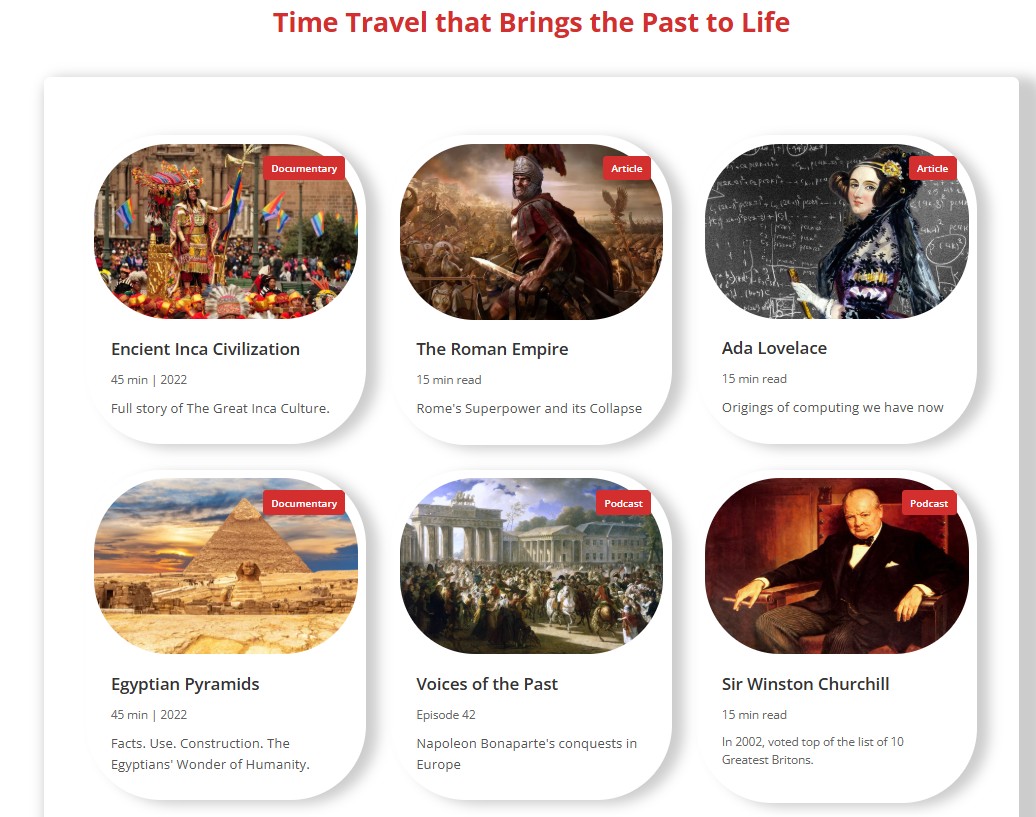 Time Travel that Brings the Past to Life
Documentary
Encient Inca Civilization
45 min | 2022
Full story of The Great Inca Culture.
Article
The Roman Empire
15 min read
Rome's Superpower and its Collapse
Article
Ada Lovelace
15 min read
Origings of computing we have now
Documentary
Egyptian Pyramids
45 min | 2022
Facts. Use. Construction. The
Egyptians' Wonder of Humanity.
Podcast
Voices of the Past
Episode 42
Napoleon Bonaparte's conquests in
Europe
Podcast
Sir Winston Churchill
15 min read
In 2002, voted top of the list of 10
Greatest Britons.